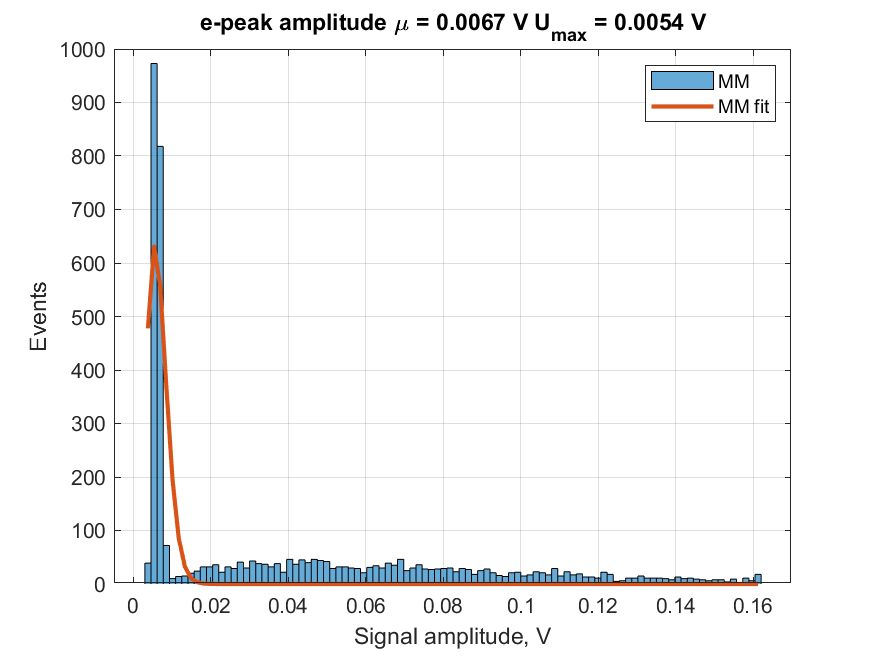 e-peak amplitude μ = 0.0067 V Umax = 0.0054 V
1000
900
800
700
600
500
400
300
200
100
0
Events
MM
MM fit
0 0.02 0.04 0.06 0.08 0.1 0.12 0.14 0.16
Signal amplitude, V